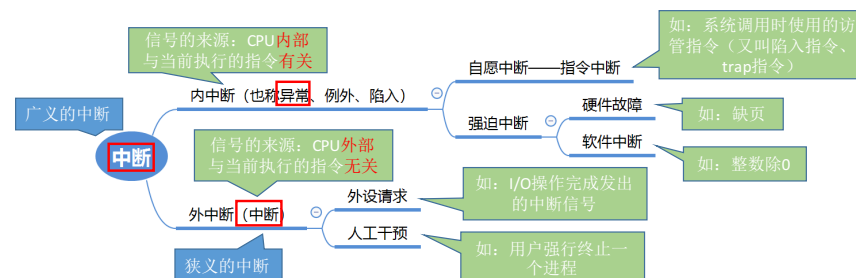 信号的来源：CPU内部
与当前执行的指令有关
如：系统调用时使用的访
管指令（又叫陷入指令、
trap指令）
自愿中断——指令中断
内中断（也称异常、例外、陷入）
硬件故障
如：缺页
广义的中断
强迫中断
中断
信号的来源：CPU外部
与当前执行的指令无关
软件中断
如：整数除0
外设请求
如：I/O操作完成发出
的中断信号
外中断（中断）
人工干预
如：用户强行终止一
个进程
狭义的中断